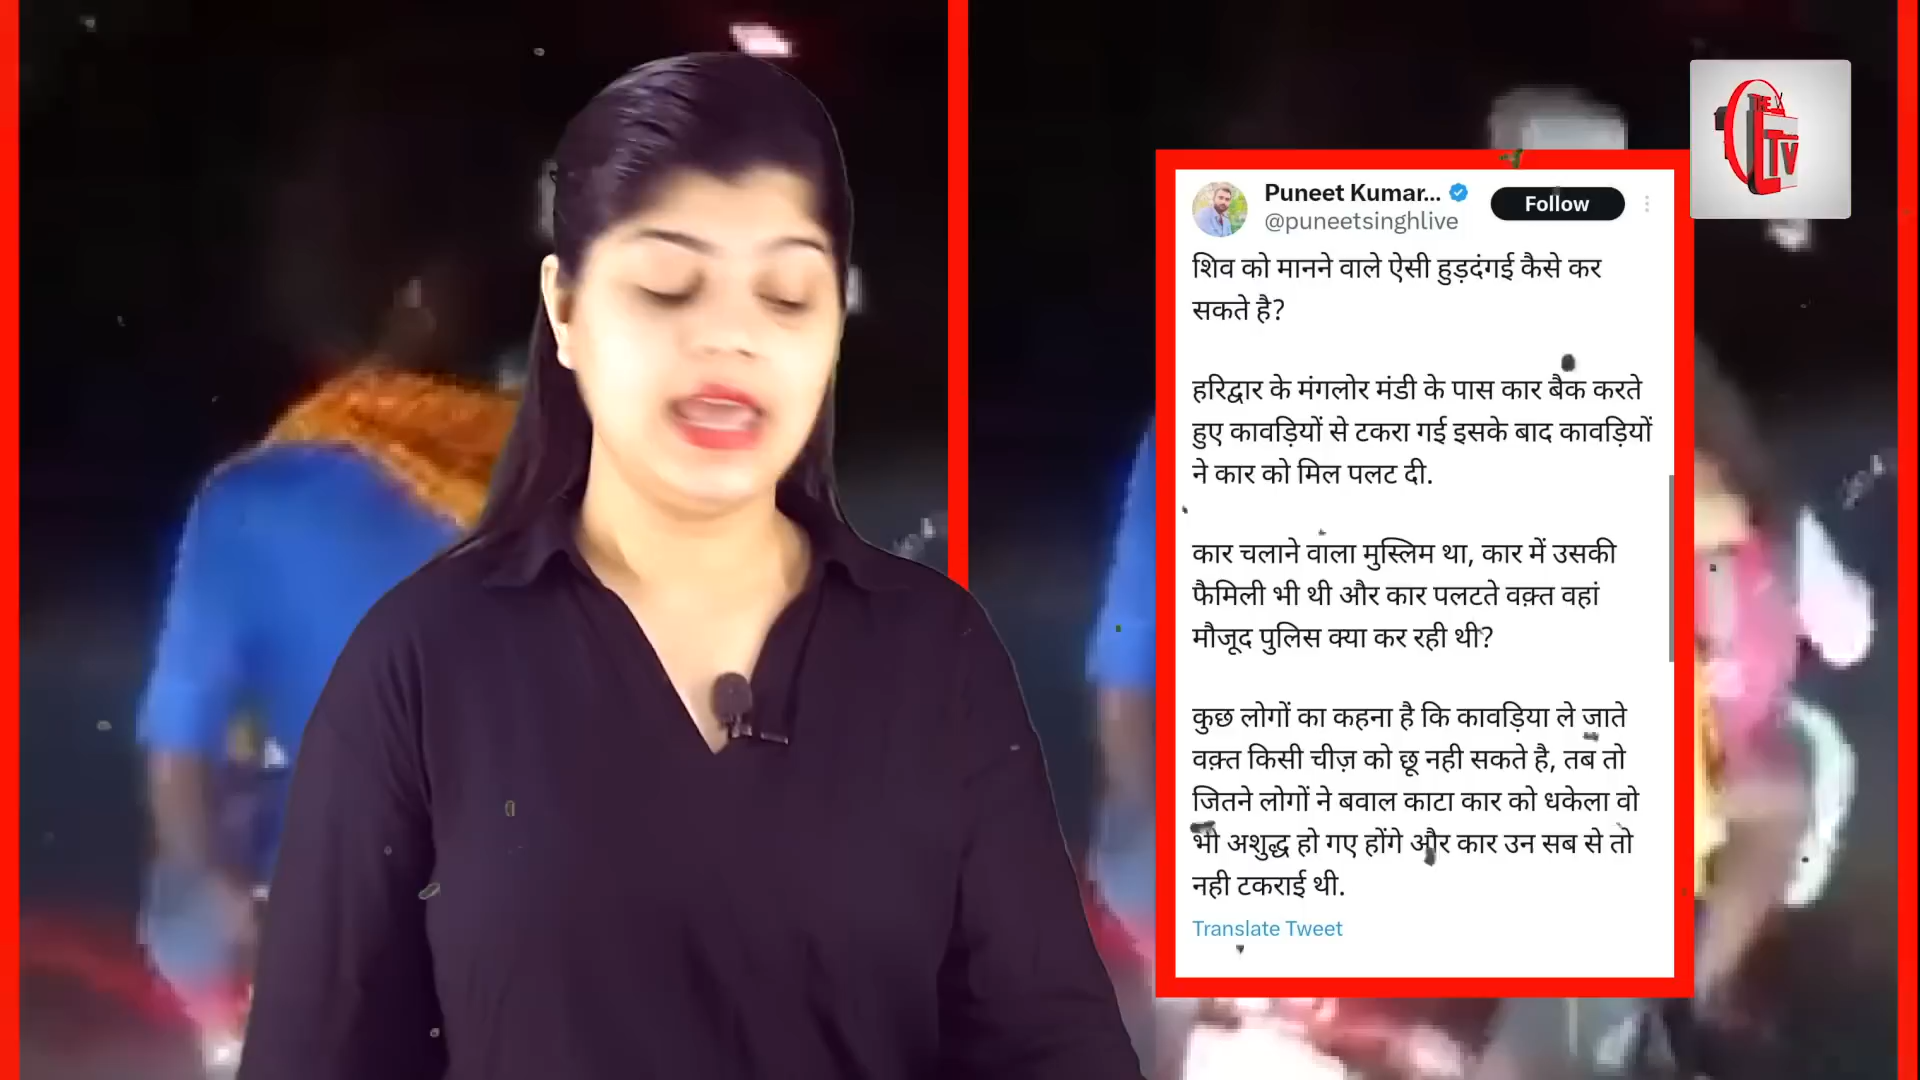 Puneet Kumar...
@puneetsinghlive
Follow
शिव को मानने वाले ऐसी हुड़दंगई कैसे कर
सकते है?
हरिद्वार के मंगलोर मंडी के पास कार बैक करते
हुए कावड़ियों से टकरा गई इसके बाद कावड़ियों
ने कार को मिल पलट दी.
कार चलाने वाला मुस्लिम था, कार में उसकी
फैमिली भी थी और कार पलटते वक़्त वहां
मौजूद पुलिस क्या कर रही थी?
कुछ लोगों का कहना है कि कावड़िया ले जाते
वक़्त किसी चीज़ को छू नही सकते है, तब तो
जितने लोगों ने बवाल काटा कार को धकेला वो
भी अशुद्ध हो गए होंगे और कार उन सब से तो
नही टकराई थी.
Translate Tweet